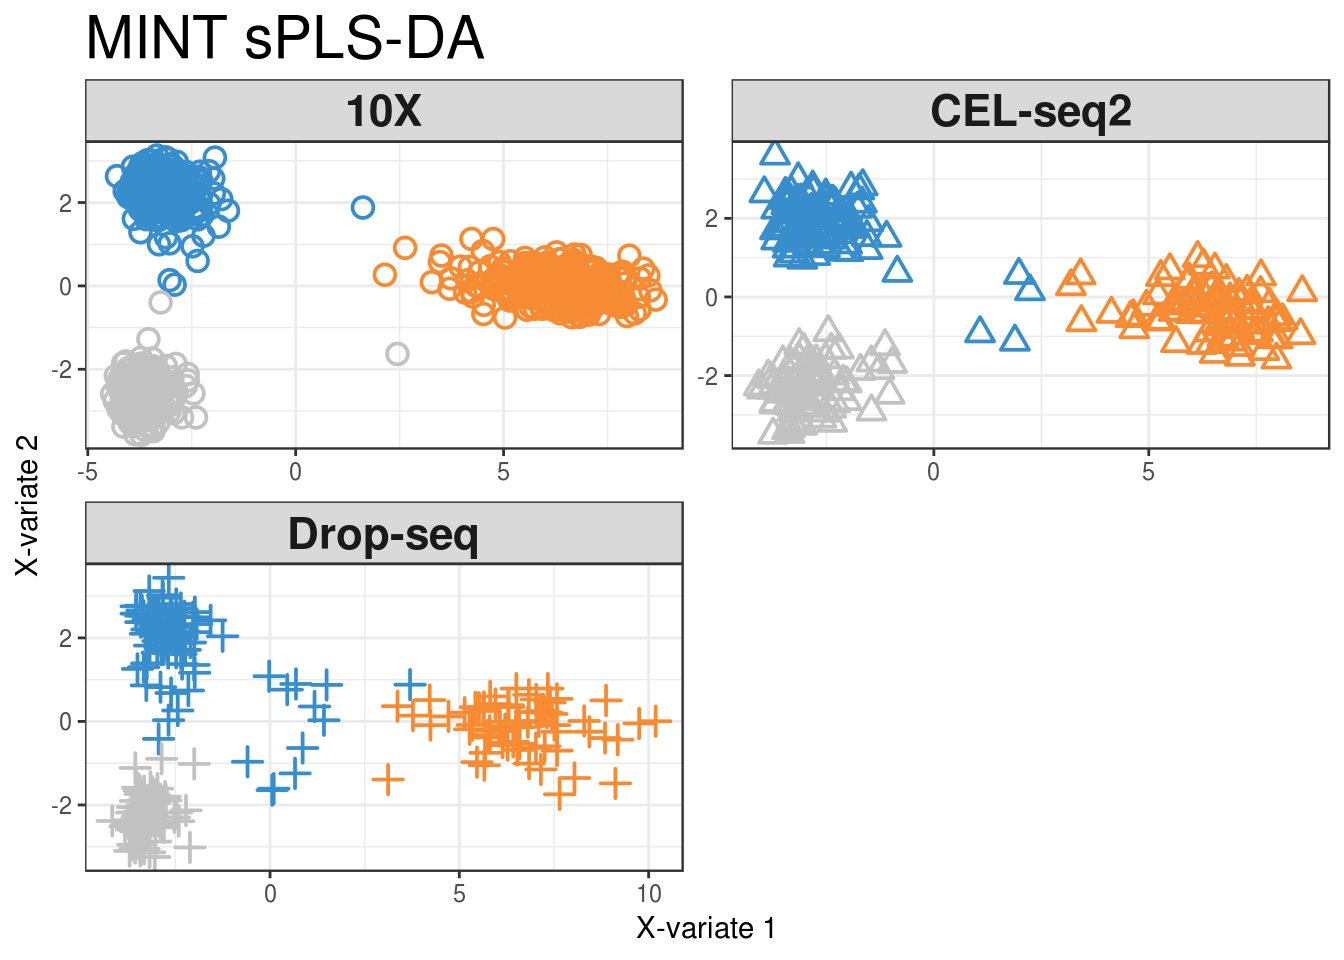 MINT sPLS-DA
10X
CEL-seq2
2
0
-2
-5 0 5
2
0
-2
0 5
Drop-seq
2
0
-2
0 5 10
X-variate 2
X-variate 1